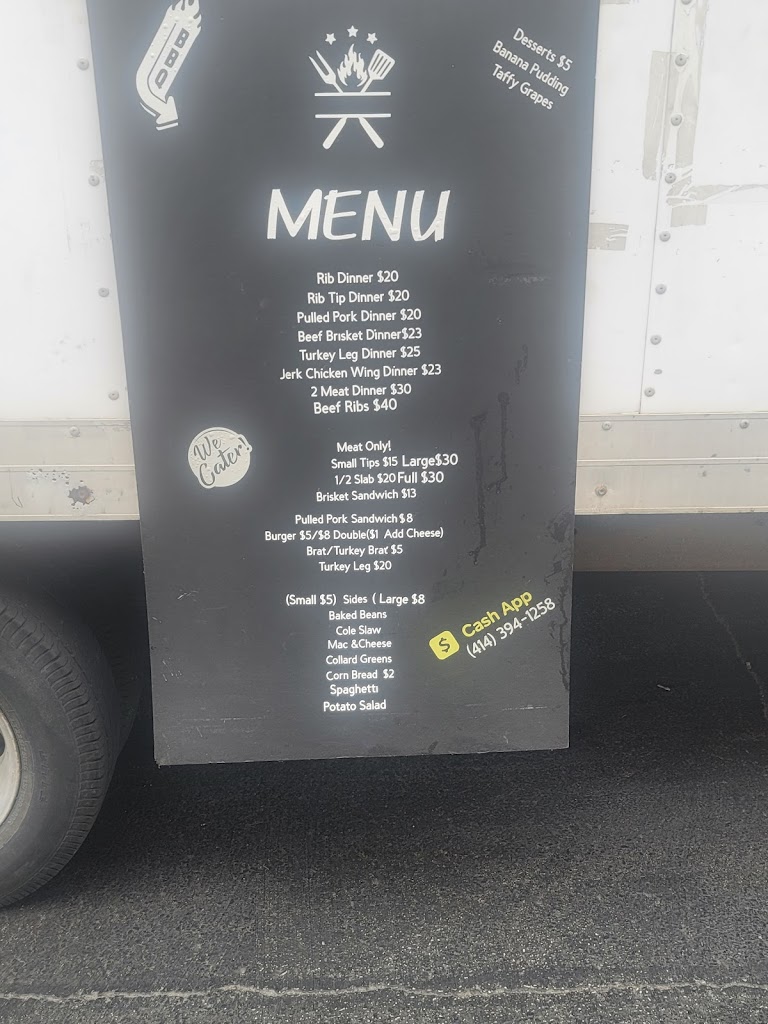 BBQ
Desserts $5
Banana Pudding
Taffy Grapes
MENU
Rib Dinner $20
Rib Tip Dinner $20
Pulled Pork Dinner $20
Beef Brisket Dinner$23
Turkey Leg Dinner $25
Jerk Chicken Wing Dinner $23
2 Meat Dinner $30
Beef Ribs $40
We
Cater!
Meat Only!
Small Tips $15 Large$30
1/2 Slab $20 Full $30
Brisket Sandwich $13
Pulled Pork Sandwich $8
Burger $5/$8 Double($1 Add Cheese)
Brat/Turkey Brat $5
Turkey Leg $20
(Small $5) Sides ( Large $8
Baked Beans
Cole Slaw
Mac &Cheese
Collard Greens
Corn Bread $2
Spaghetti
Potato Salad
$ Cash App
(414) 394-1258